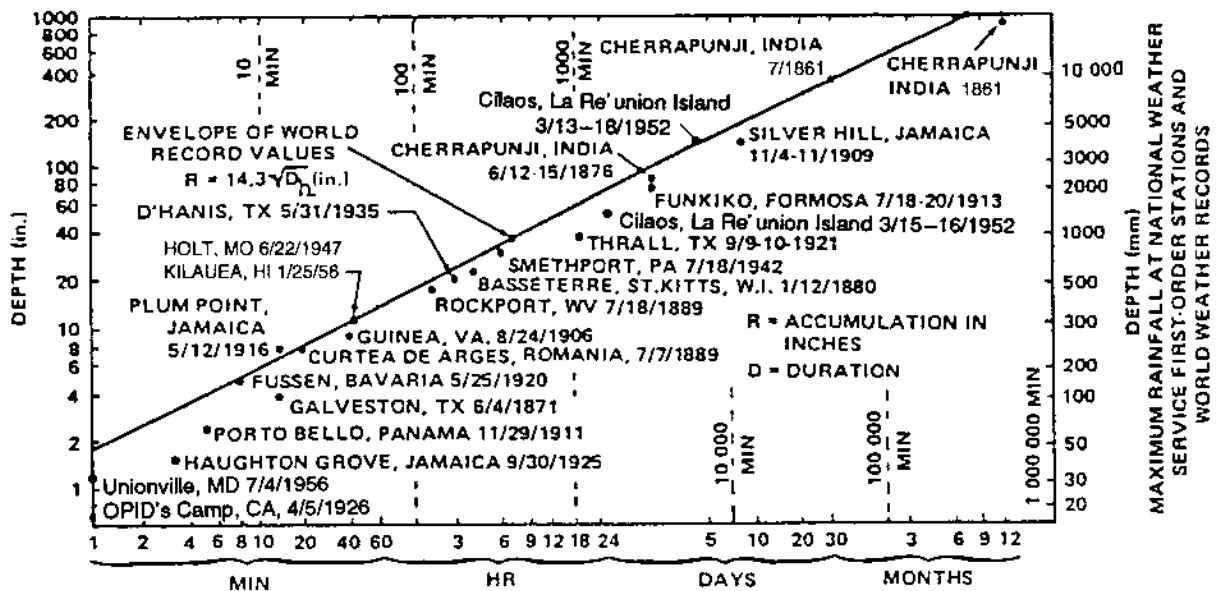 1000
800
600
400
200
100
80
60
40
20
10
8
6
4
2
1
DEPTH (in.)
10
MIN
100
MIN
1000
MIN
CHERRAPUNJI, INDIA
7/1861
CHERRAPUNJI
INDIA 1861
Cilaos, La Re'union Island
3/13-18/1952
ENVELOPE OF WORLD
RECORD VALUES
R = 14.3√D (in.)
CHERRAPUNJI, INDIA
6/12-15/1876
SILVER HILL, JAMAICA
11/4-11/1909
FUNKIKO, FORMOSA 7/18-20/1913
D'HANIS, TX 5/31/1935
Cilaos, La Re'union Island 3/15-16/1952
THRALL, TX 9/9-10-1921
HOLT, MO 6/22/1947
KILAUEA, HI 1/25/56
SMETHPORT, PA 7/18/1942
BASSETERRE, ST.KITTS, W.I. 1/12/1880
ROCKPORT, WV 7/18/1889
PLUM POINT,
JAMAICA
5/12/1916
GUINEA, VA, 8/24/1906
CURTEA DE ARGES, ROMANIA, 7/7/1889
R = ACCUMULATION IN
INCHES
D = DURATION
FUSSEN, BAVARIA 5/25/1920
GALVESTON, TX 6/4/1871
PORTO BELLO, PANAMA 11/29/1911
HAUGHTON GROVE, JAMAICA 9/30/1925
Unionville, MD 7/4/1956
OPID's Camp, CA, 4/5/1926
10 000
MIN
100 000
MIN
1 000 000 MIN
10 000
5000
3000
2000
1000
500
300
200
100
50
30
20
DEPTH (mm)
MAXIMUM RAINFALL AT NATIONAL WEATHER
SERVICE FIRST-ORDER STATIONS AND
WORLD WEATHER RECORDS
1 2 4 6 8 10 20 40 60 3 6 9 12 18 24 5 10 20 30 3 6 9 12
MIN HR DAYS MONTHS